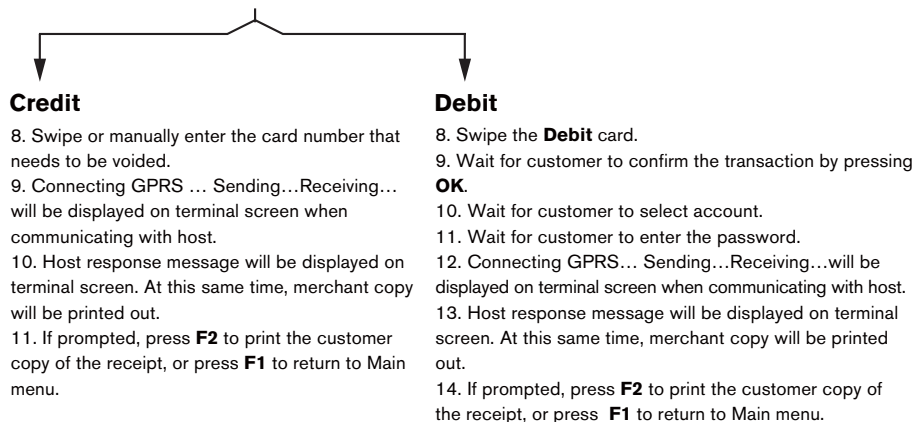 Credit
8. Swipe or manually enter the card number that
needs to be voided.
9. Connecting GPRS … Sending…Receiving…
will be displayed on terminal screen when
communicating with host.
10. Host response message will be displayed on
terminal screen. At this same time, merchant copy
will be printed out.
11. If prompted, press F2 to print the customer
copy of the receipt, or press F1 to return to Main
menu.
Debit
8. Swipe the Debit card.
9. Wait for customer to confirm the transaction by pressing
OK.
10. Wait for customer to select account.
11. Wait for customer to enter the password.
12. Connecting GPRS… Sending…Receiving…will be
displayed on terminal screen when communicating with host.
13. Host response message will be displayed on terminal
screen. At this same time, merchant copy will be printed
out.
14. If prompted, press F2 to print the customer copy of
the receipt, or press F1 to return to Main menu.